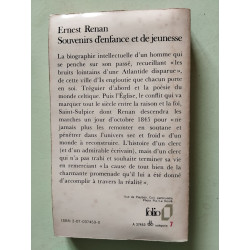 Ernest Renan
Souvenirs d'enfance et de jeunesse
La biographie intellectuelle d'un homme qui
se penche sur son passé, recueillant «les
bruits lointains d'une Atlantide disparue»,
de cette ville d'Is engloutie que chacun porte
en soi. Tréguier d'abord et la poésie du
monde celtique. Puis l'Église, le conflit qui va
marquer tout le siècle entre la raison et la foi,
Saint-Sulpice dont Renan descendra les
marches un jour d'octobre 1845 pour ne
jamais plus les remonter en soutane et
pénétrer dans l'univers sec et froid «d'un
monde à reconstruire. L'histoire d'un clerc
(et d'un admirable écrivain), mais d'un clerc
qui n'a pas trahi et souhaite terminer sa vie
en remerciant «la cause de tout bien de la
charmante promenade qu'il lui a été donné
d'accomplir à travers la réalité».
folio
catégorie 7